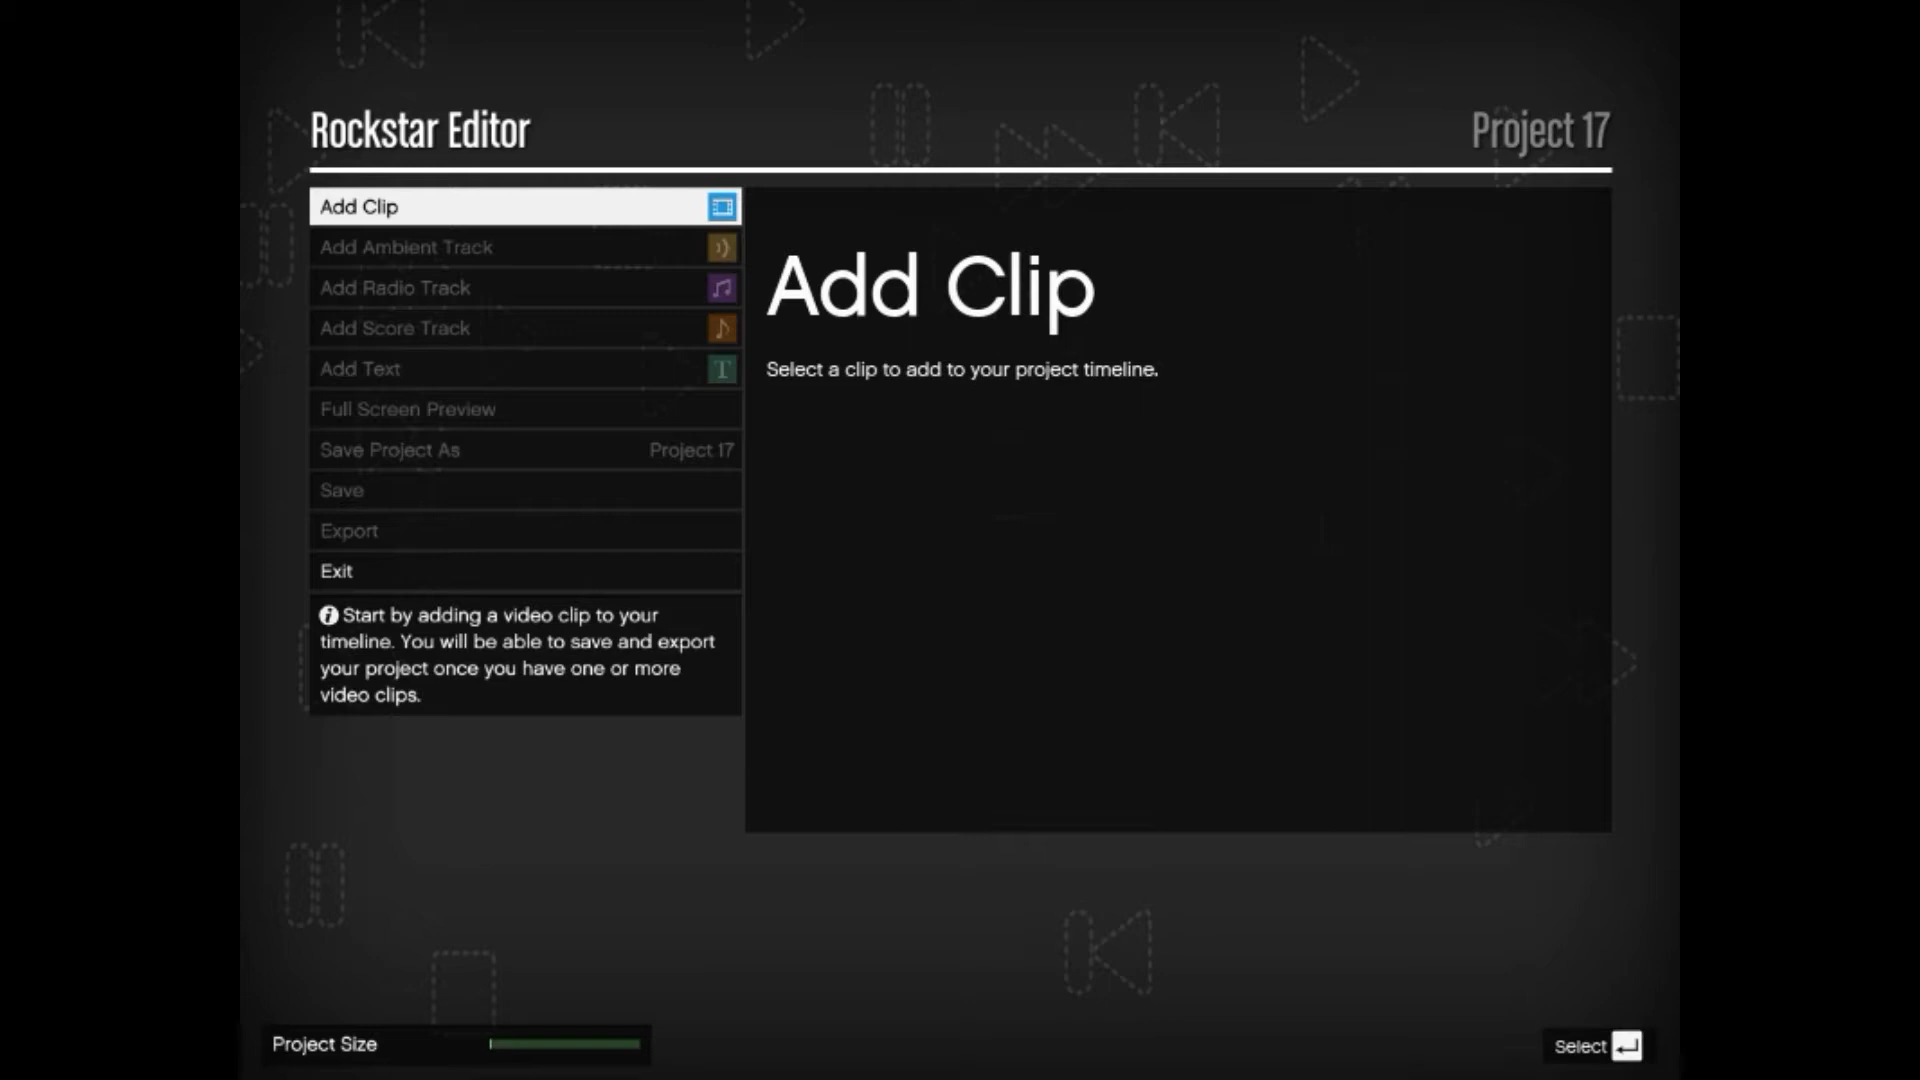 Rockstar Editor
Project 17
Add Clip
Add Ambient Track
Add Radio Track
Add Score Track
Add Text
T
Full Screen Preview
Save Project As Project 17
Save
Export
Exit
Start by adding a video clip to your
timeline. You will be able to save and export
your project once you have one or more
video clips.
Add Clip
Select a clip to add to your project timeline.
Project Size
Select